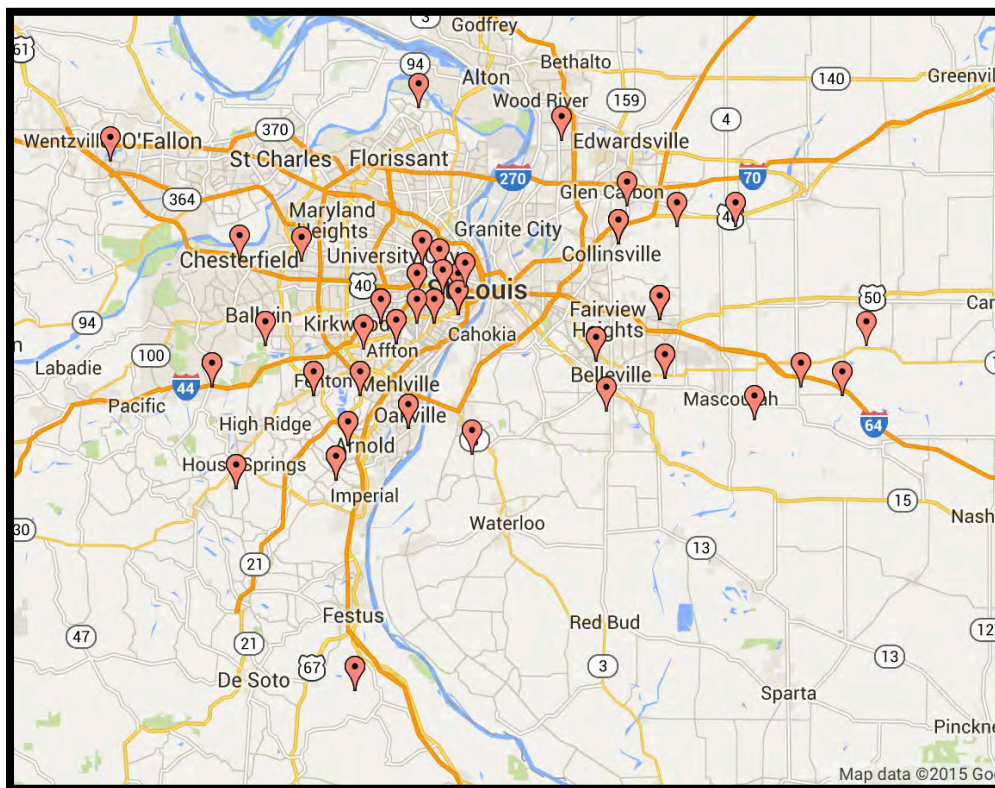 3
Godfrey
61
94
Alton
Bethalto
140
Greenvil
Wood River
159
4
Wentzvill
O'Fallon
370
Edwardsville
St Charles
Florissant
270
70
Glen Carbon
364
Maryland
Heights
Granite City
Chesterfield
University
Collinsville
40
St Louis
50
Fairview
Heights
94
Ballwin
Kirkwood
Cahokia
100
Affton
Labadie
44
Fenton
Mehlville
Belleville
Pacific
Mascoutah
Oakville
High Ridge
Arnold
64
House Springs
Imperial
15
30
Waterloo
Nash
13
21
Festus
Red Bud
47
21
12
67
3
13
De Soto
Sparta
Pinckne
Map data ©2015 Goo